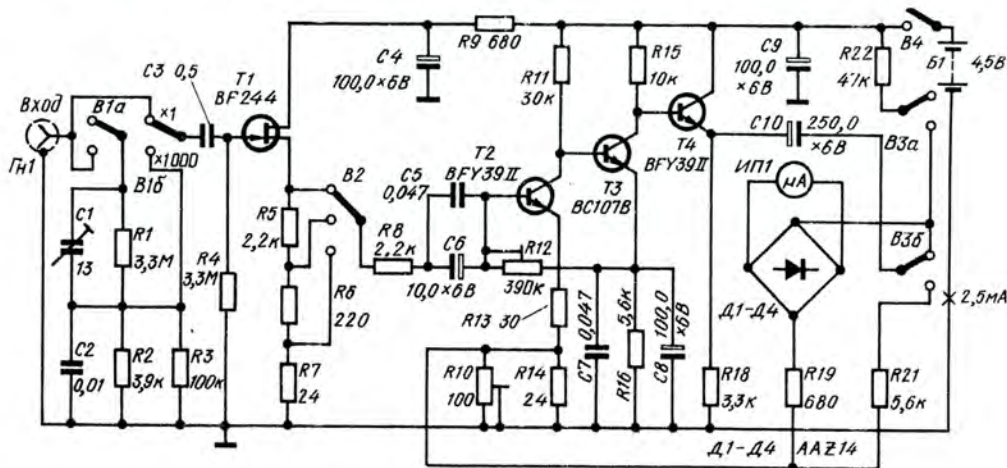 Вход
Гн1
В1а
×1
×1000
В1б
С3 0,5
Т1
BF244
С1
13
R1
3,3М
R4
3,3М
С2
0,01
R2
3,9к
R3
100к
R5
2,2к
R6
220
R7
24
В2
С4
100,0×6В
R9 680
R8
2,2к
С5
0,047
С6
10,0×6В
Т2
BFY39II
R11
30к
R12
390к
R13 30
R10
100
R14
24
С7
0,047
R16
5,6к
С8
100,0
×6В
R15
10к
Т3
BC107B
Т4
BFY39II
С9
100,0
×6В
С10
250,0
×6В
R18
3,3к
ИП1
μА
Д1-Д4
R19
680
Д1-Д4 AAZ14
R22
47к
В4
Б1
4,5В
В3а
В3б
2,5мА
R21
5,6к